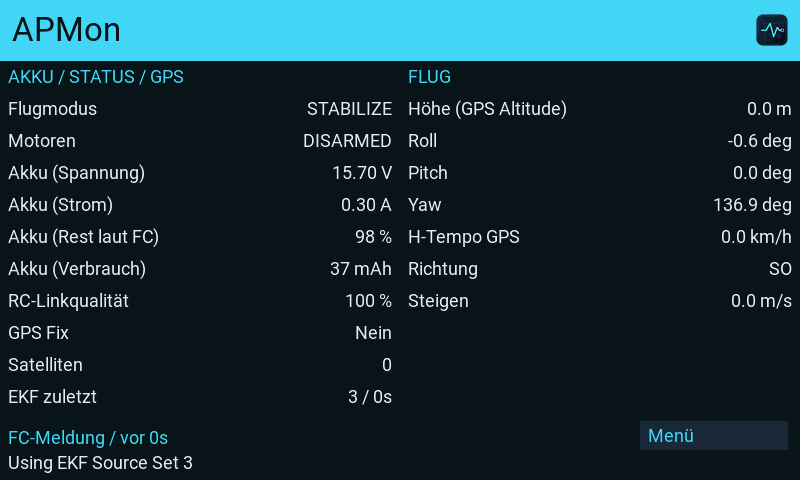 APMon
AKKU / STATUS / GPS
Flugmodus STABILIZE
Motoren DISARMED
Akku (Spannung) 15.70 V
Akku (Strom) 0.30 A
Akku (Rest laut FC) 98 %
Akku (Verbrauch) 37 mAh
RC-Linkqualität 100 %
GPS Fix Nein
Satelliten 0
EKF zuletzt 3 / 0s
FLUG
Höhe (GPS Altitude) 0.0 m
Roll -0.6 deg
Pitch 0.0 deg
Yaw 136.9 deg
H-Tempo GPS 0.0 km/h
Richtung SO
Steigen 0.0 m/s
FC-Meldung / vor 0s
Using EKF Source Set 3
Menü